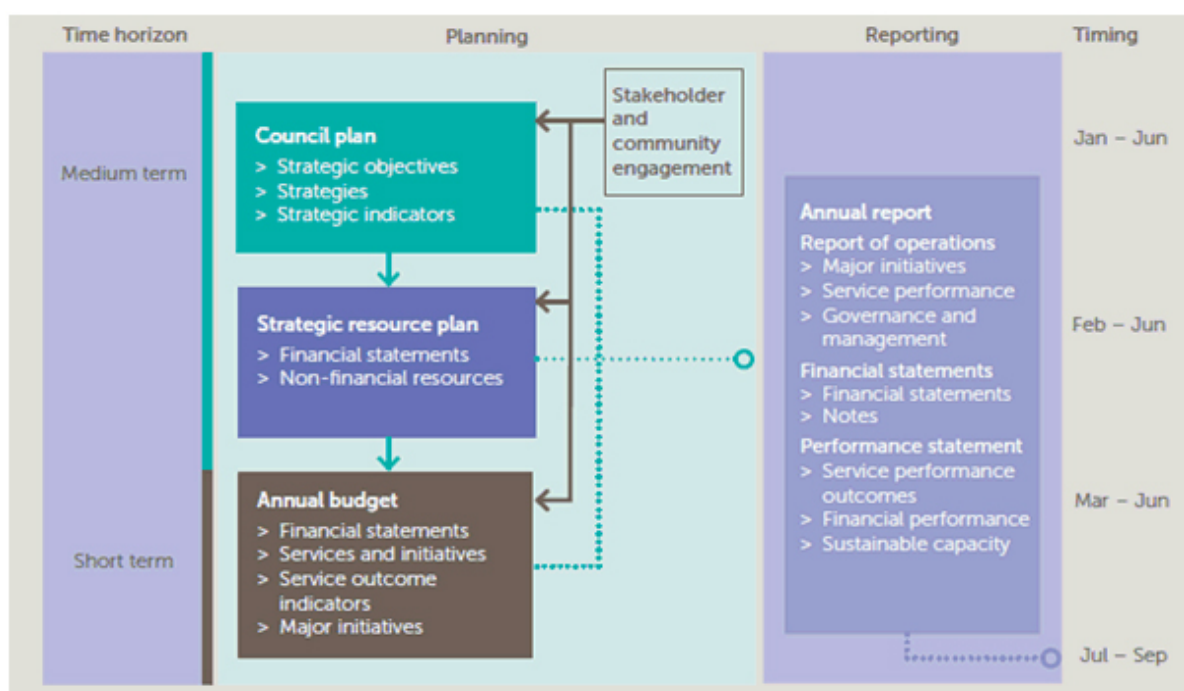 Time horizon
Planning
Reporting
Timing
Medium term
Short term
Council plan
> Strategic objectives
> Strategies
> Strategic indicators
Strategic resource plan
> Financial statements
> Non-financial resources
Annual budget
> Financial statements
> Services and initiatives
> Service outcome
indicators
> Major initiatives
Stakeholder
and
community
engagement
Annual report
Report of operations
> Major initiatives
> Service performance
> Governance and
management
Financial statements
> Financial statements
> Notes
Performance statement
> Service performance
outcomes
> Financial performance
> Sustainable capacity
Jan – Jun
Feb – Jun
Mar – Jun
Jul – Sep